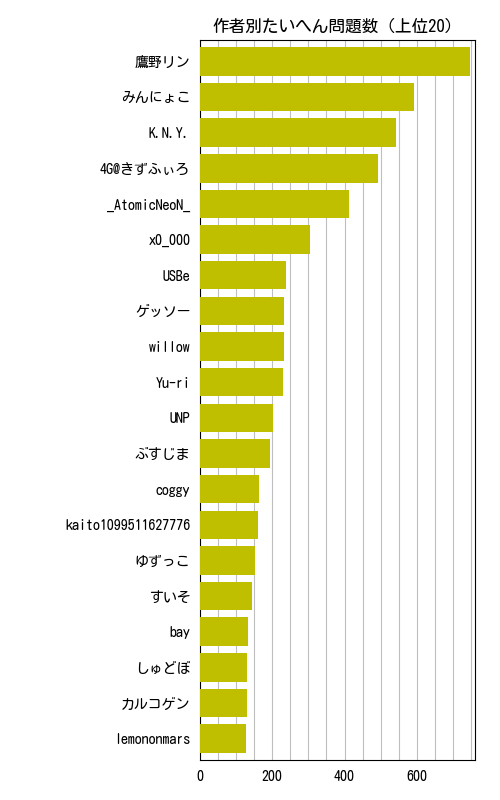 作者別たいへん問題数（上位20）
鷹野リン
みんにょこ
K.N.Y.
4G@きずふぃろ
_AtomicNeoN_
x0_000
USBe
ゲッソー
willow
Yu-ri
UNP
ぶすじま
coggy
kaito1099511627776
ゆずっこ
すいそ
bay
しゅどぼ
カルコゲン
lemononmars
0 200 400 600